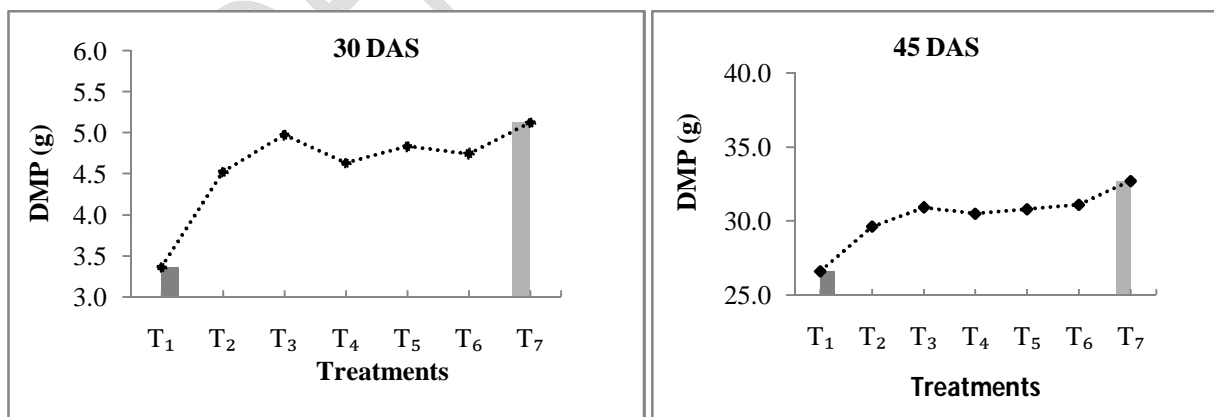 30 DAS
DMP (g)
6.0
5.5
5.0
4.5
4.0
3.5
3.0
T₁ T₂ T₃ T₄ T₅ T₆ T₇
Treatments
45 DAS
DMP (g)
40.0
35.0
30.0
25.0
T₁ T₂ T₃ T₄ T₅ T₆ T₇
Treatments